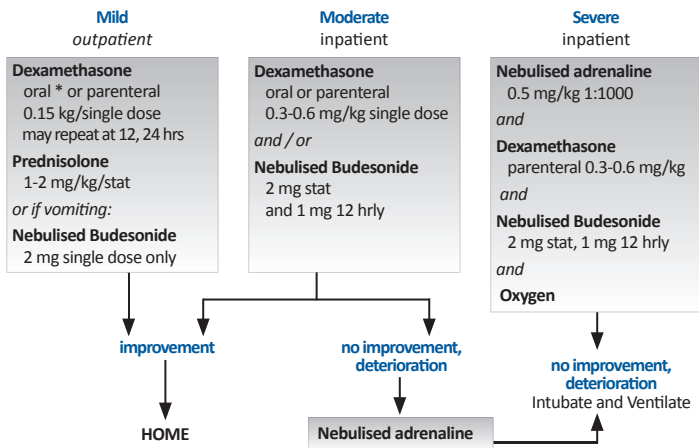 Mild
outpatient
Dexamethasone
oral * or parenteral
0.15 kg/single dose
may repeat at 12, 24 hrs
Prednisolone
1-2 mg/kg/stat
or if vomiting:
Nebulised Budesonide
2 mg single dose only
Moderate
inpatient
Dexamethasone
oral or parenteral
0.3-0.6 mg/kg single dose
and / or
Nebulised Budesonide
2 mg stat
and 1 mg 12 hrly
Severe
inpatient
Nebulised adrenaline
0.5 mg/kg 1:1000
and
Dexamethasone
parenteral 0.3-0.6 mg/kg
and
Nebulised Budesonide
2 mg stat, 1 mg 12 hrly
and
Oxygen
improvement
no improvement,
deterioration
no improvement,
deterioration
Intubate and Ventilate
HOME
Nebulised adrenaline